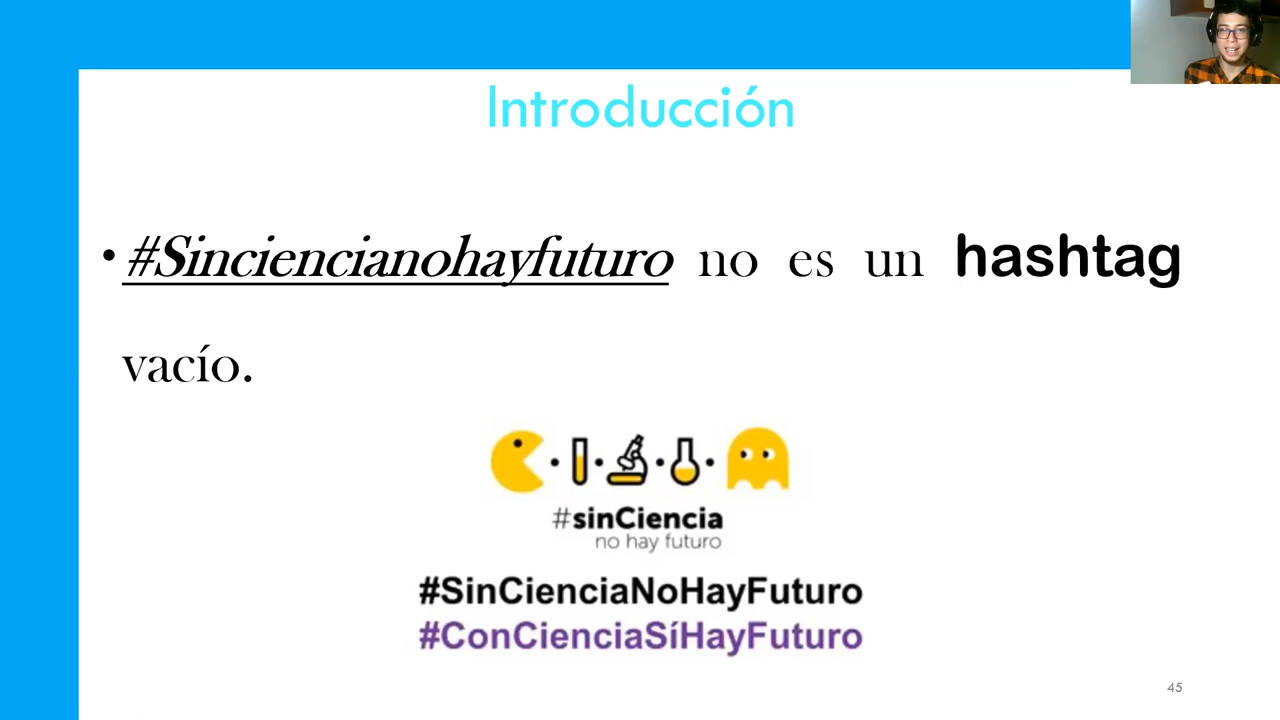 Introducción
• #Sinciencianohayfuturo no es un hashtag
vacío.
#sinCiencia
no hay futuro
#SinCienciaNoHayFuturo
#ConCienciaSíHayFuturo
45